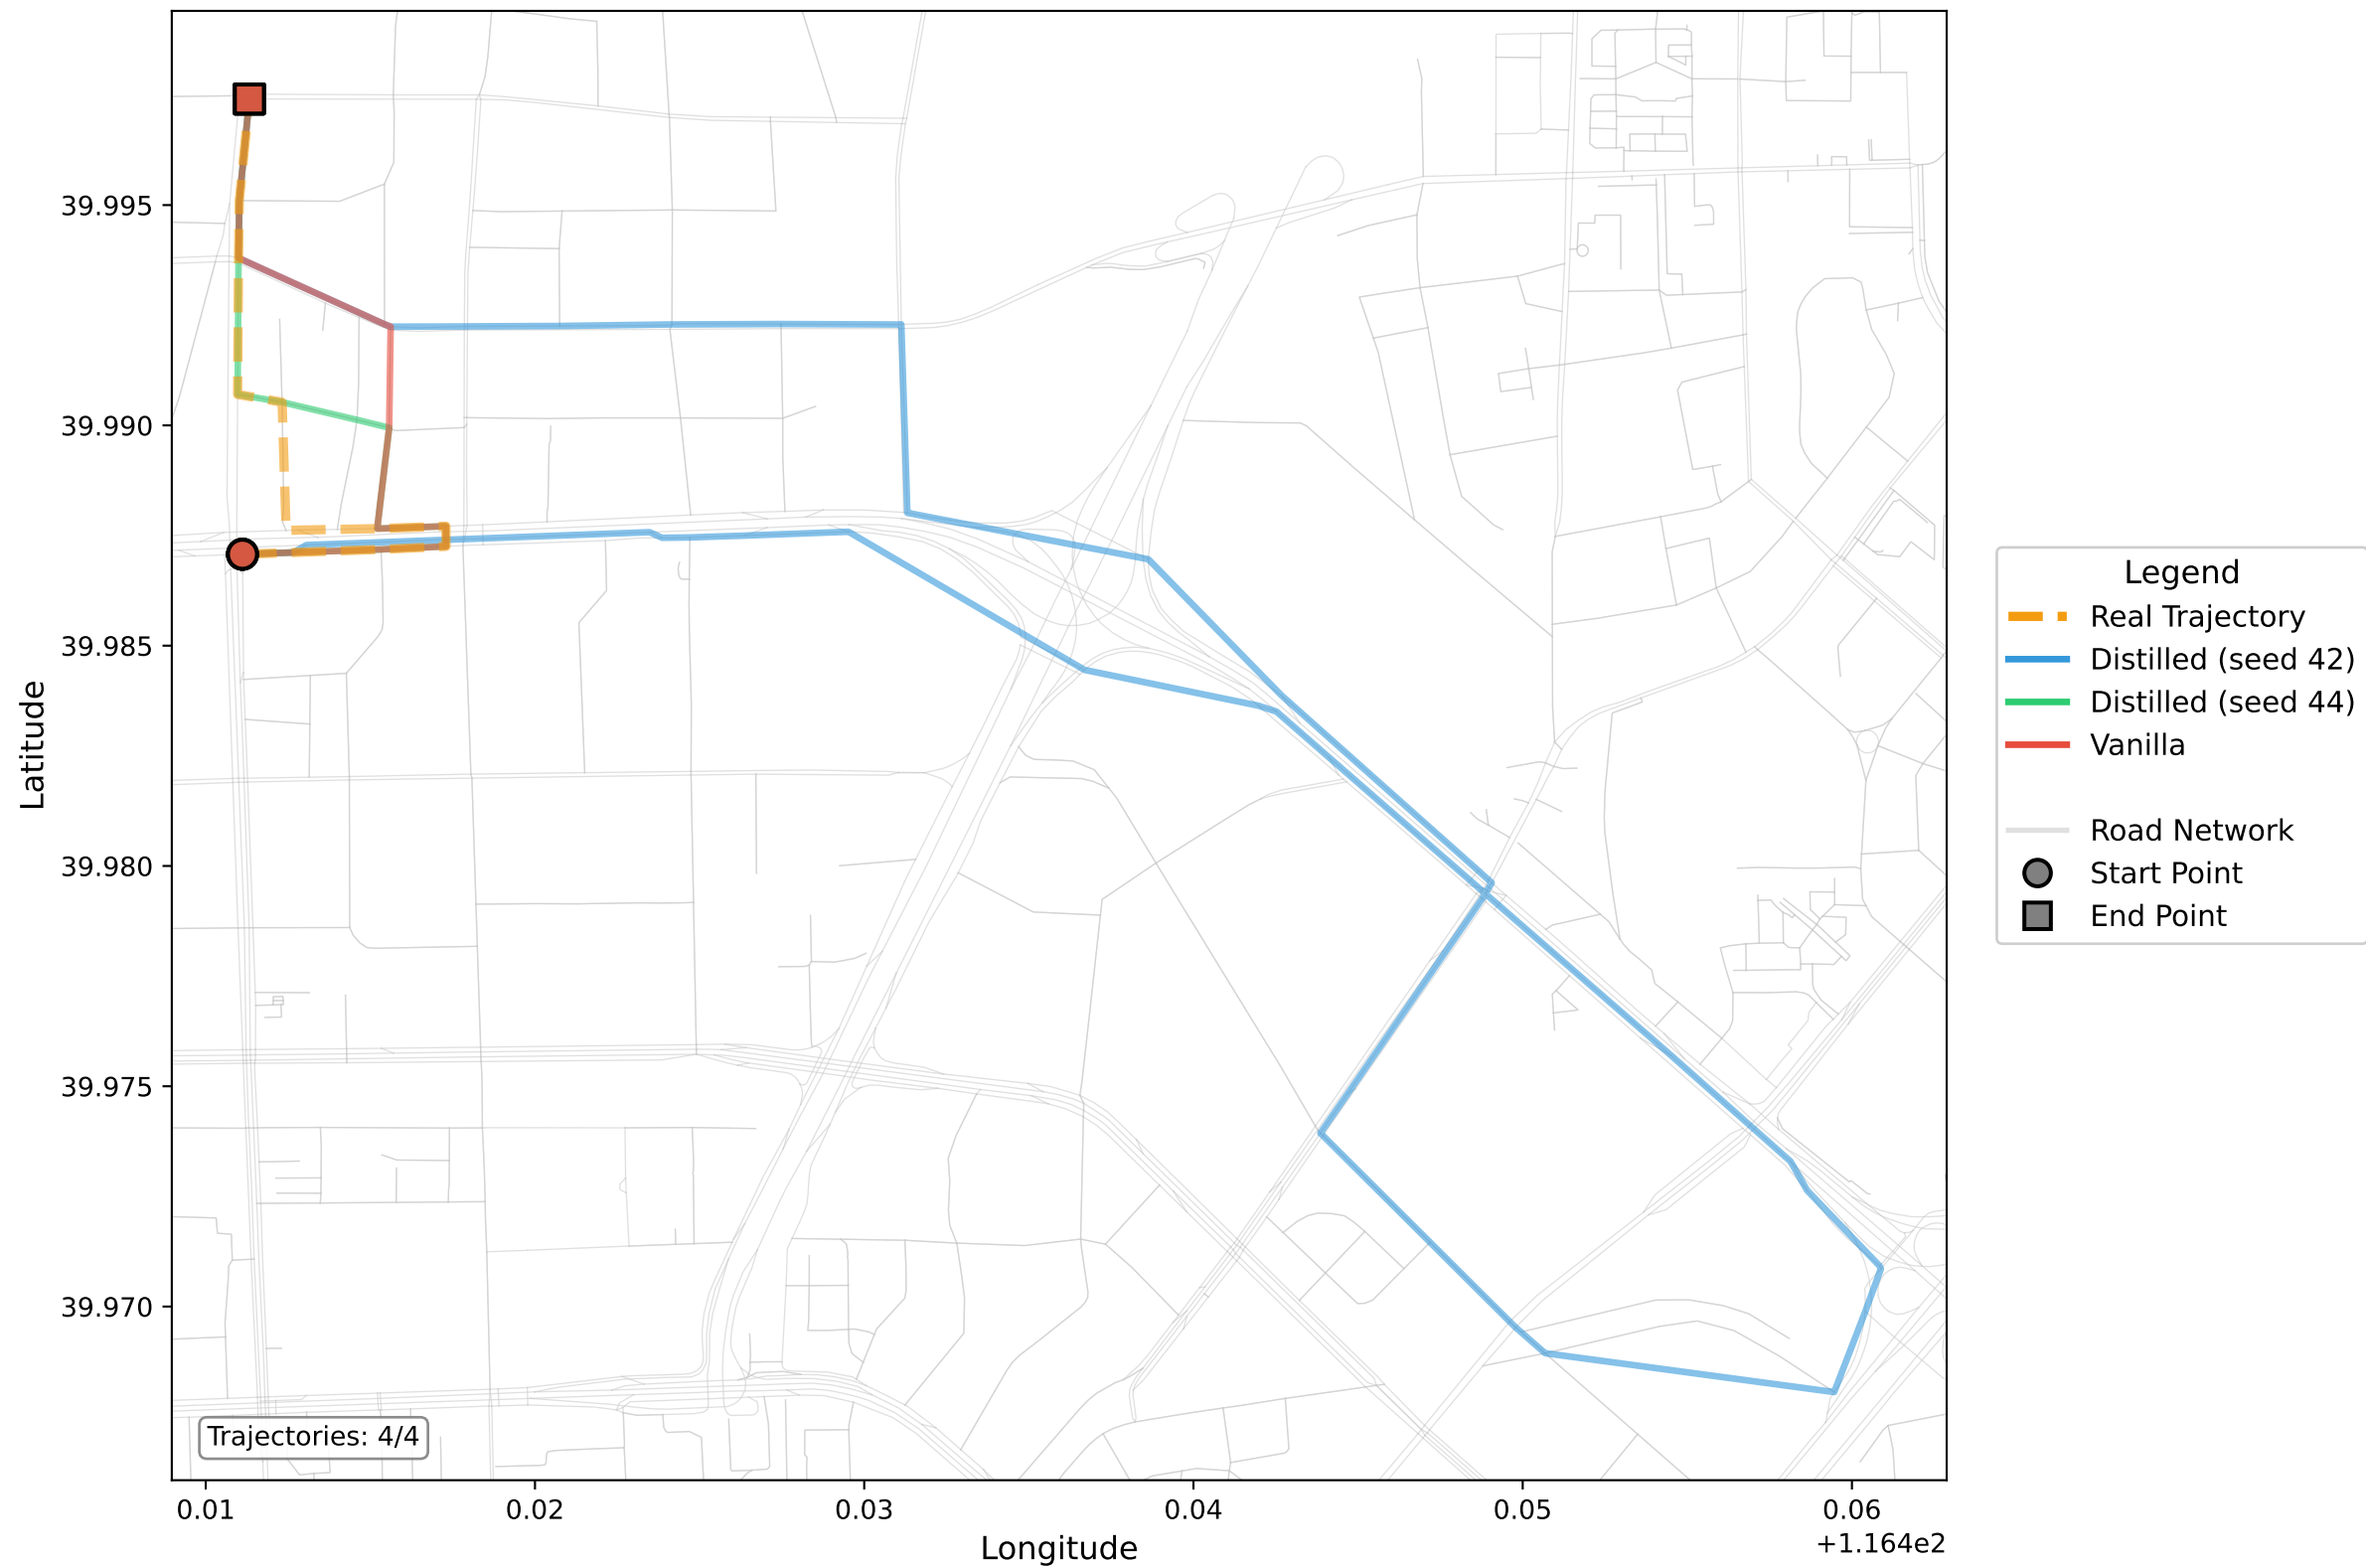 39.995
39.990
39.985
39.980
39.975
39.970
Latitude
0.01
0.02
0.03
0.04
0.05
0.06
+1.164e2
Longitude
Trajectories: 4/4
Legend
Real Trajectory
Distilled (seed 42)
Distilled (seed 44)
Vanilla
Road Network
Start Point
End Point